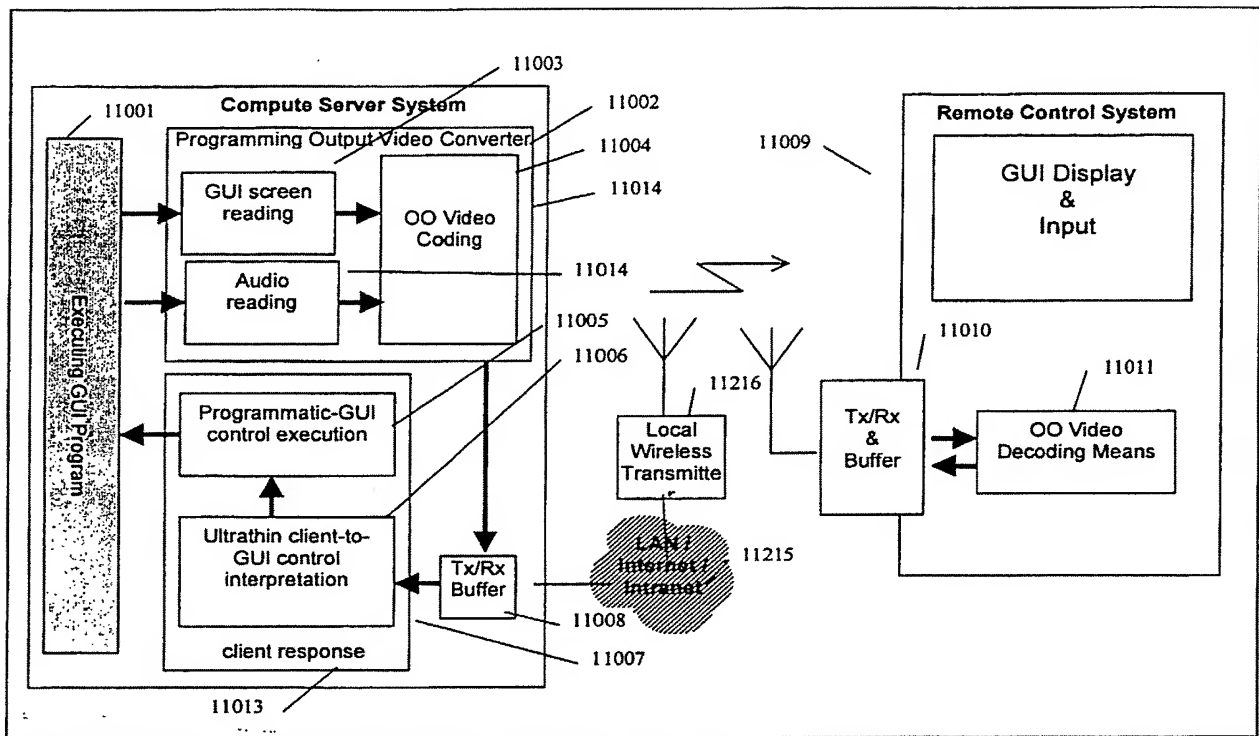 11003
11001
Compute Server System
11002
Remote Control System
Programming Output Video Converter
11009
11004
GUI Display
&
Input
GUI screen
reading
11014
OO Video
Coding
11014
Audio
reading
11005
Executing GUI Program
11006
11010
11216
11011
Programmatic-GUI
control execution
Local
Wireless
Transmitte
r
Tx/Rx
&
Buffer
OO Video
Decoding Means
Ultrathin client-to-
GUI control
interpretation
LAN /
Internet /
Intranet
11215
Tx/Rx
Buffer
11008
client response
11007
11013